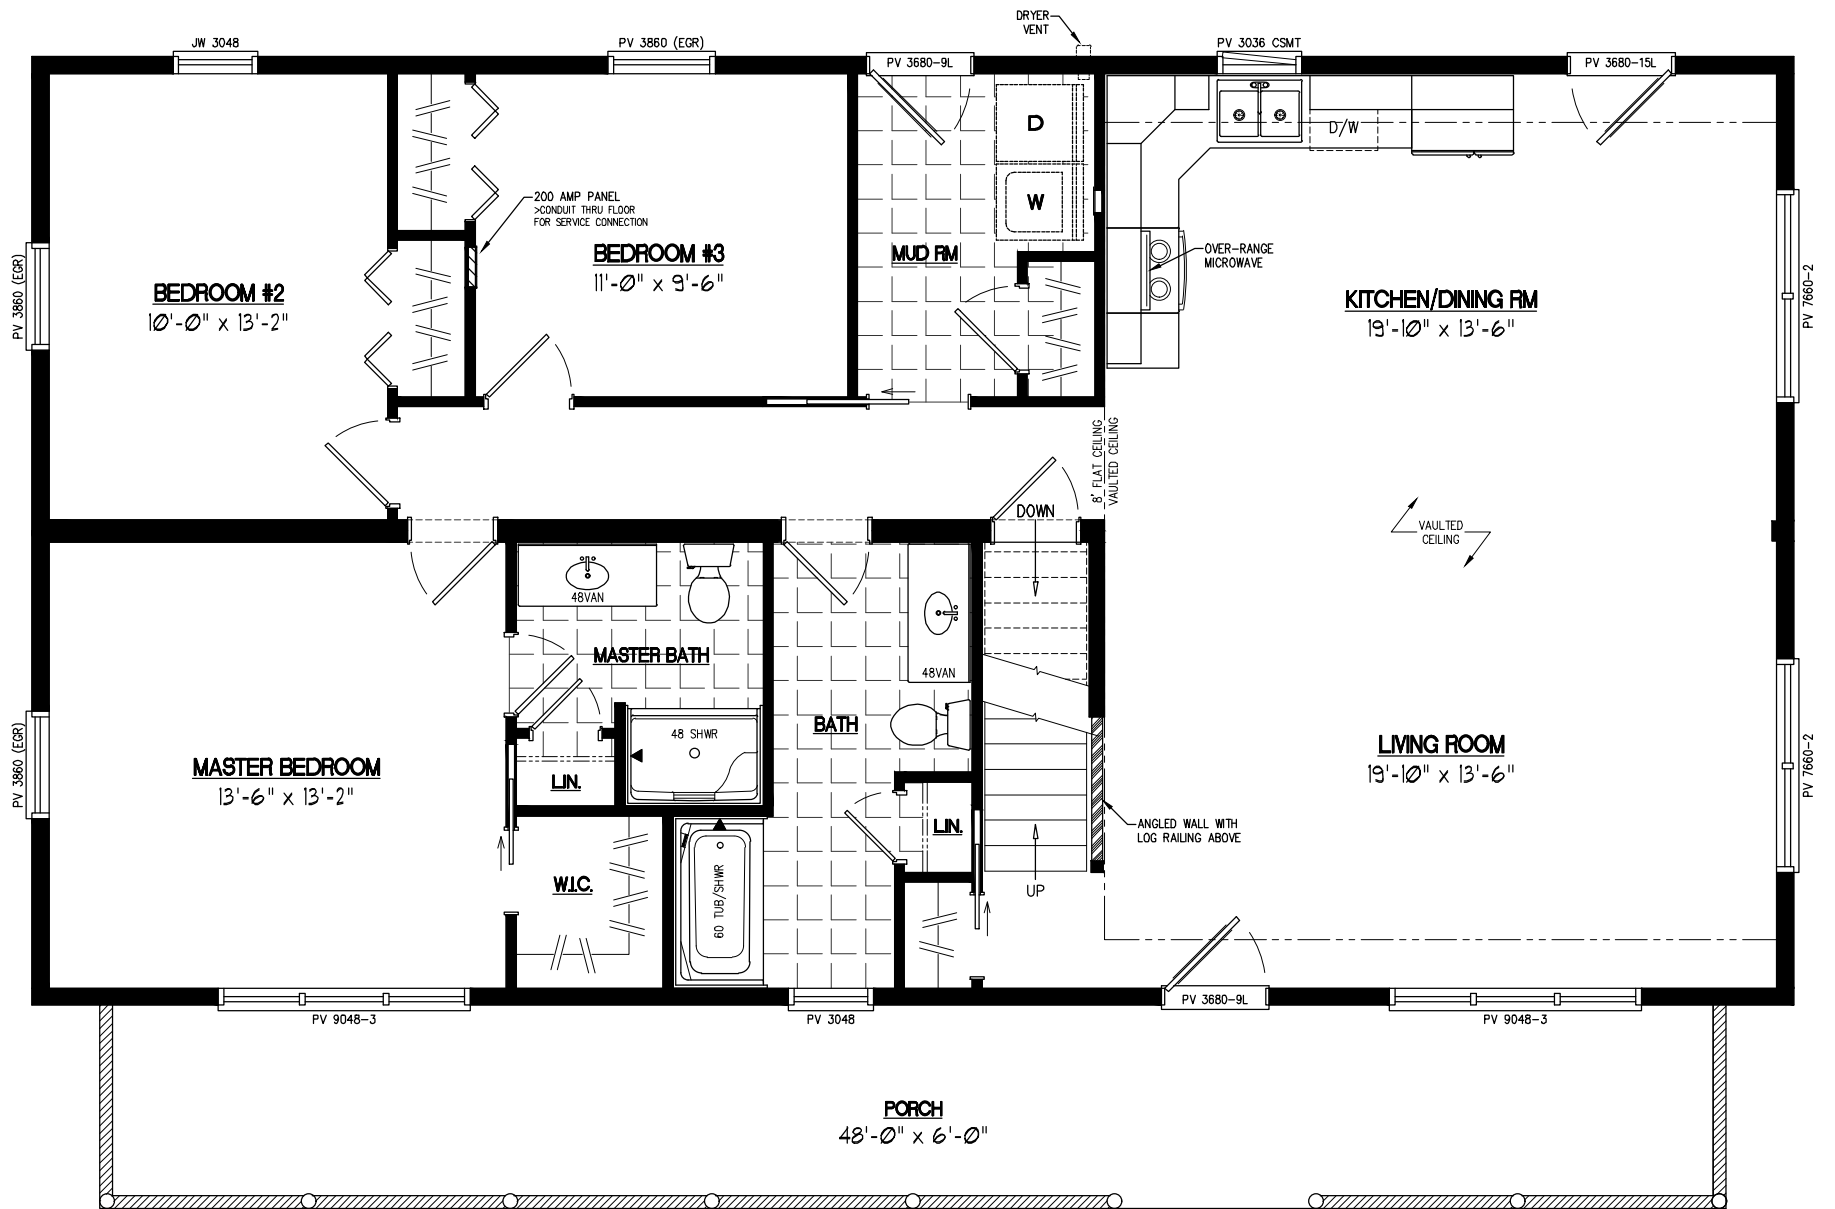 DRYER
VENT
JW 3048
PV 3860 (EGR)
PV 3680-9L
PV 3036 CSMT
PV 3680-15L
D
D/W
W
200 AMP PANEL
>CONDUIT THRU FLOOR
FOR SERVICE CONNECTION
BEDROOM #3
11'-0" x 9'-6"
MUD RM
OVER-RANGE
MICROWAVE
PV 3860 (EGR)
BEDROOM #2
10'-0" x 13'-2"
KITCHEN/DINING RM
19'-10" x 13'-6"
PV 7660-2
8' FLAT CEILING
VAULTED CEILING
DOWN
VAULTED
CEILING
48VAN
MASTER BATH
48VAN
BATH
48 SHWR
LIVING ROOM
19'-10" x 13'-6"
PV 7660-2
PV 3860 (EGR)
MASTER BEDROOM
13'-6" x 13'-2"
LIN.
LIN.
ANGLED WALL WITH
LOG RAILING ABOVE
W.I.C.
60 TUB/SHWR
UP
PV 9048-3
PV 3048
PV 3680-9L
PV 9048-3
PORCH
48'-0" x 6'-0"